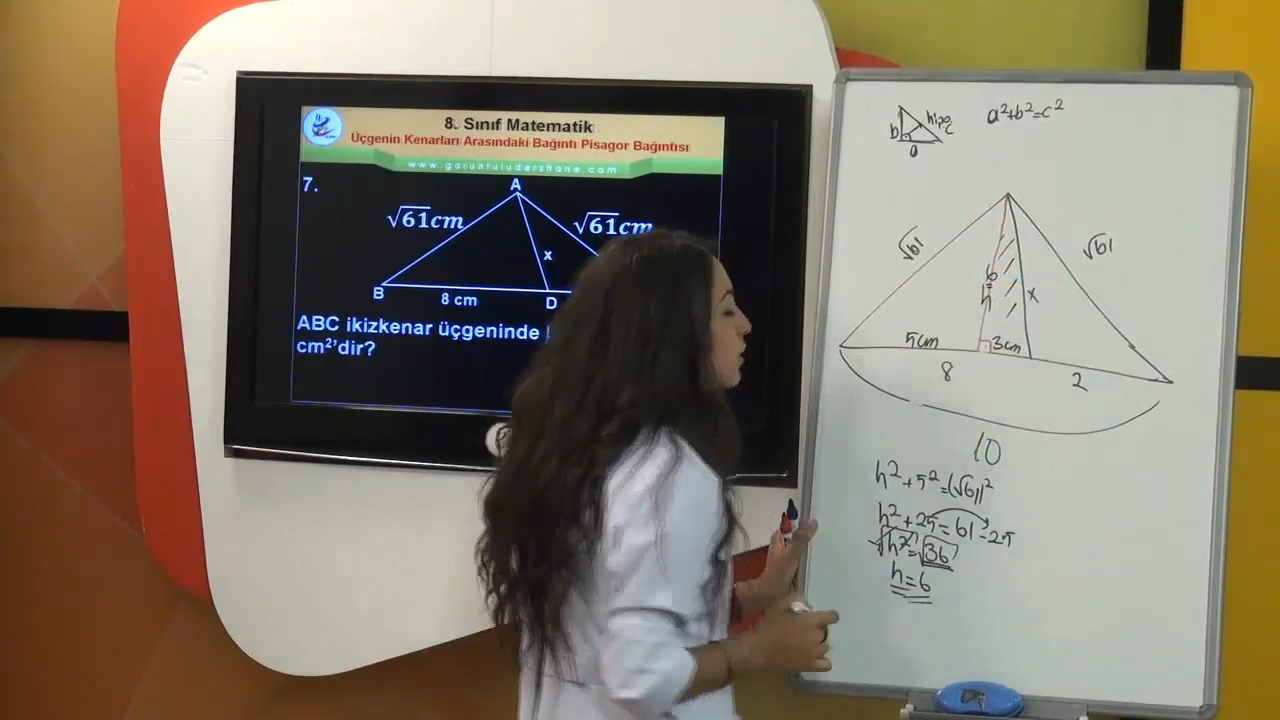 8. Sınıf Matematik
Üçgenin Kenarları Arasındaki Bağıntı Pisagor Bağıntısı
www.goruntuludershane.com
7.
A
√61cm
√61cm
x
B
8 cm
D
ABC ikizkenar üçgeninde
cm²'dir?
b
hipo
c
a
a²+b²=c²
√61
√61
6
h
x
5cm
3cm
8
2
10
h²+5²=(√61)²
h²+25=61-25
√h²=√36
h=6